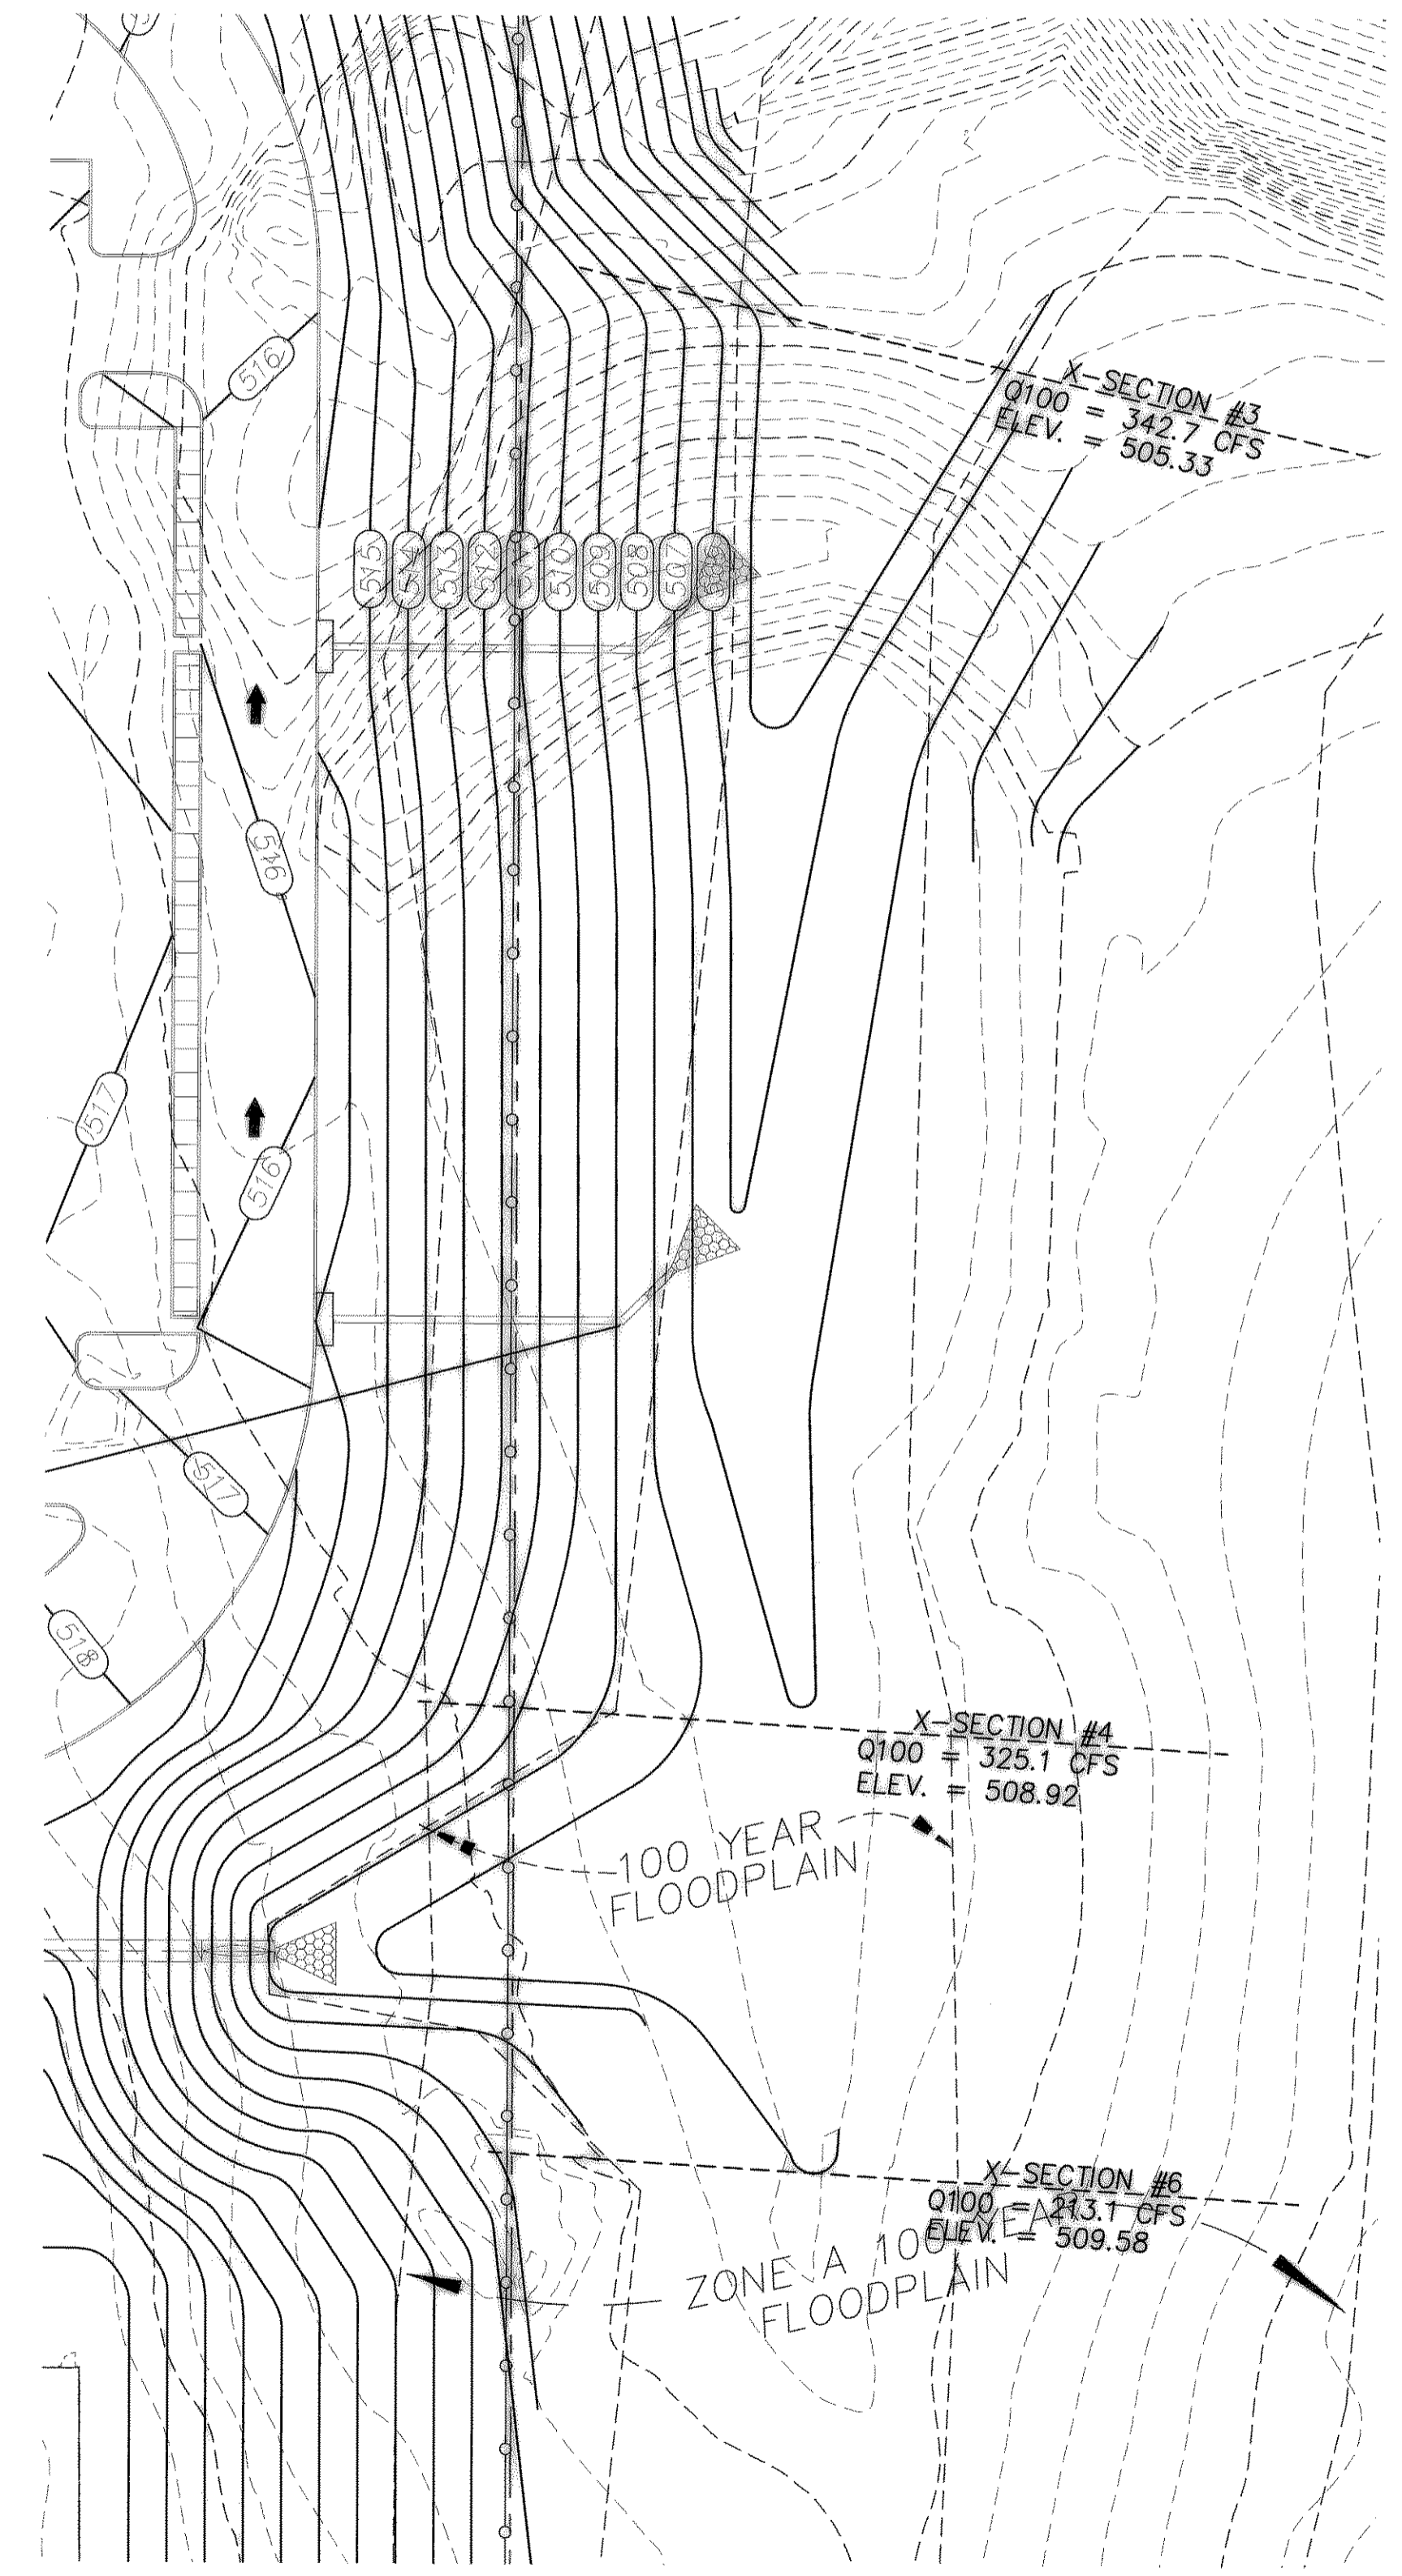 516
X-SECTION #3
Q100 = 342.7 CFS
ELEV. = 505.33
515
514
513
512
511
510
509
508
507
506
516
517
516
517
518
X-SECTION #4
Q100 = 325.1 CFS
ELEV. = 508.92
100 YEAR
FLOODPLAIN
X-SECTION #6
Q100 = 213.1 CFS
ELEV. = 509.58
ZONE A 100 YEAR
FLOODPLAIN